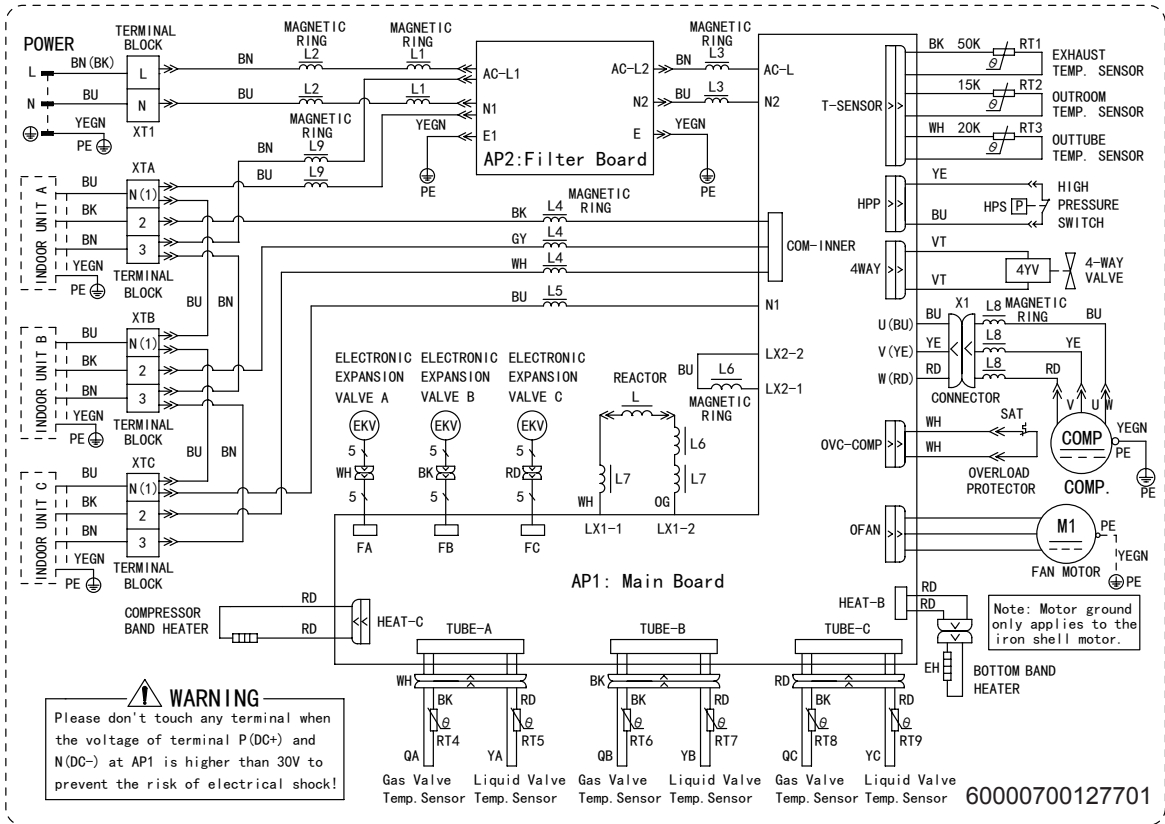 POWER
TERMINAL
BLOCK
L
BN(BK)
L
N
BU
N
YEGN
PE
XT1
BN
BU
MAGNETIC
RING
L2
L2
MAGNETIC
RING
L1
L1
MAGNETIC
RING
L9
L9
BN
BU
YEGN
PE
AC-L1
N1
E1
AC-L2
N2
E
AP2:Filter Board
BN
BU
YEGN
PE
MAGNETIC
RING
L3
L3
AC-L
N2
INDOOR UNIT A
BU
BK
BN
YEGN
PE
XTA
N(1)
2
3
TERMINAL
BLOCK
BU
BN
INDOOR UNIT B
BU
BK
BN
YEGN
PE
XTB
N(1)
2
3
TERMINAL
BLOCK
BU
BN
INDOOR UNIT C
BU
BK
BN
YEGN
PE
XTC
N(1)
2
3
TERMINAL
BLOCK
BK
L4
MAGNETIC
RING
GY
L4
WH
L4
BU
L5
COM-INNER
N1
LX2-2
BU
L6
LX2-1
MAGNETIC
RING
ELECTRONIC
EXPANSION
VALVE A
EKV
5
WH
5
FA
ELECTRONIC
EXPANSION
VALVE B
EKV
5
BK
5
FB
ELECTRONIC
EXPANSION
VALVE C
EKV
5
RD
5
FC
REACTOR
L
L6
L7
L7
WH
OG
LX1-1
LX1-2
AP1: Main Board
T-SENSOR
BK
50K
RT1
θ
EXHAUST
TEMP. SENSOR
15K
RT2
θ
OUTROOM
TEMP. SENSOR
WH
20K
RT3
θ
OUTTUBE
TEMP. SENSOR
HPP
YE
BU
HPS
P
HIGH
PRESSURE
SWITCH
4WAY
VT
VT
4YV
4-WAY
VALVE
U(BU)
V(YE)
W(RD)
BU
YE
RD
X1
CONNECTOR
L8
MAGNETIC
RING
L8
L8
BU
YE
RD
V
U
W
COMP
YEGN
PE
PE
COMP.
OVC-COMP
WH
WH
SAT
OVERLOAD
PROTECTOR
OFAN
M1
PE
YEGN
PE
FAN MOTOR
HEAT-B
RD
RD
EH
BOTTOM BAND
HEATER
Note: Motor ground
only applies to the
iron shell motor.
COMPRESSOR
BAND HEATER
RD
RD
HEAT-C
TUBE-A
WH
BK
RD
θ
θ
RT4
RT5
QA
YA
Gas Valve
Temp. Sensor
Liquid Valve
Temp. Sensor
TUBE-B
BK
BK
RD
θ
θ
RT6
RT7
QB
YB
Gas Valve
Temp. Sensor
Liquid Valve
Temp. Sensor
TUBE-C
RD
BK
RD
θ
θ
RT8
RT9
QC
YC
Gas Valve
Temp. Sensor
Liquid Valve
Temp. Sensor
WARNING
Please don't touch any terminal when
the voltage of terminal P(DC+) and
N(DC-) at AP1 is higher than 30V to
prevent the risk of electrical shock!
60000700127701